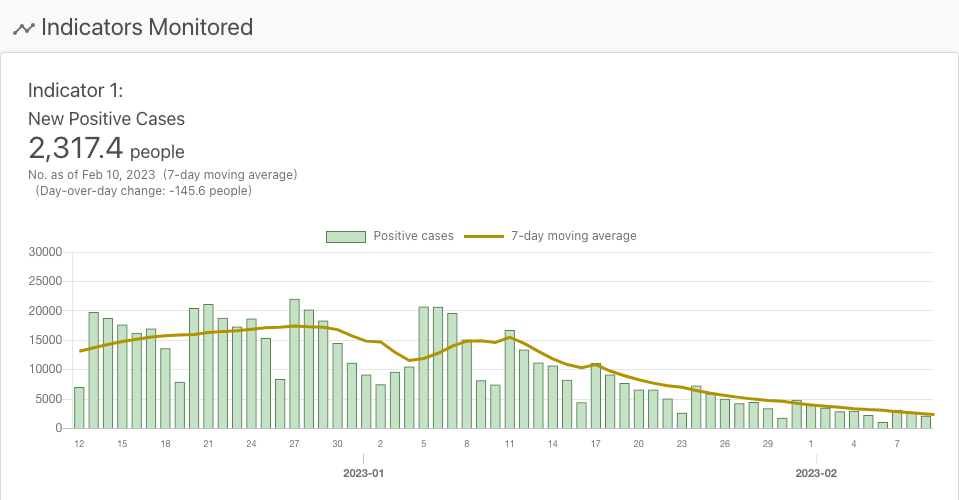 Indicators Monitored
Indicator 1:
New Positive Cases
2,317.4 people
No. as of Feb 10, 2023 (7-day moving average)
(Day-over-day change: -145.6 people)
Positive cases 7-day moving average
30000
25000
20000
15000
10000
5000
0
12 15 18 21 24 27 30 2 5 8 11 14 17 20 23 26 29 1 4 7
2023-01 2023-02